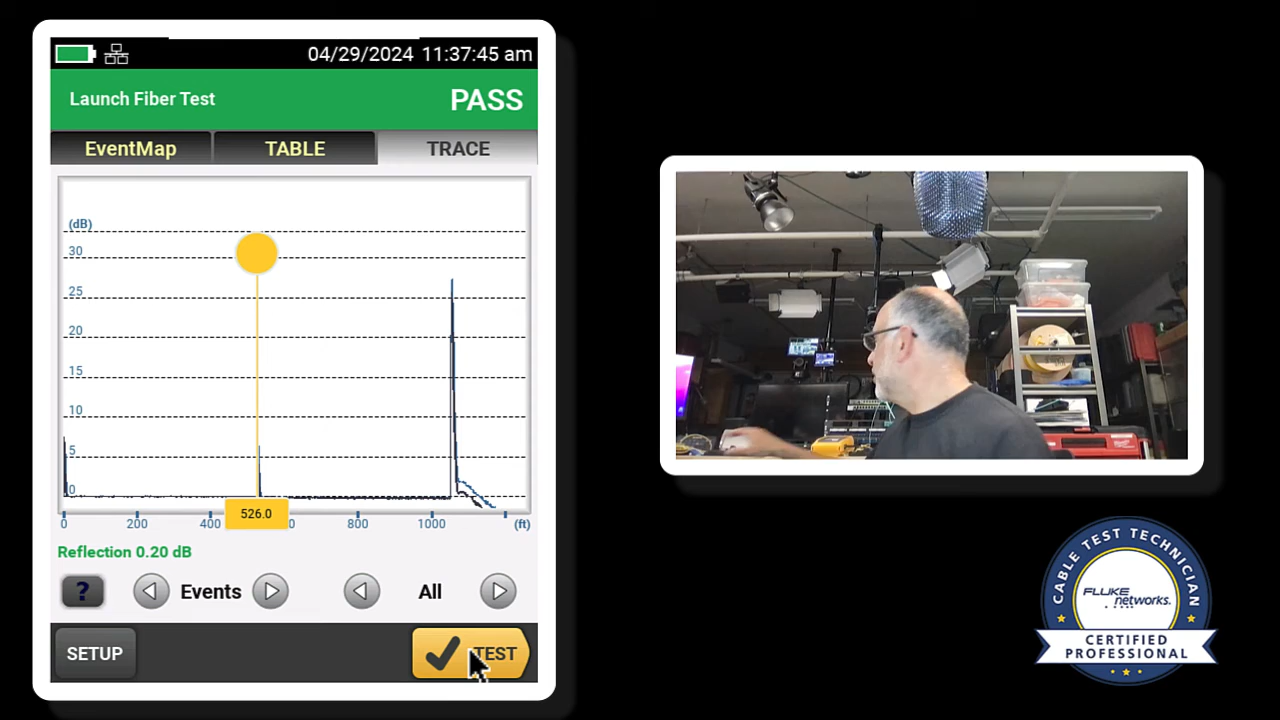 04/29/2024 11:37:45 am
Launch Fiber Test PASS
EventMap TABLE TRACE
(dB)
30
25
20
15
10
5
0
526.0
0 200 400 0 800 1000 (ft)
Reflection 0.20 dB
? Events All
SETUP TEST
CABLE TEST TECHNICIAN
FLUKE
networks.
CERTIFIED
PROFESSIONAL